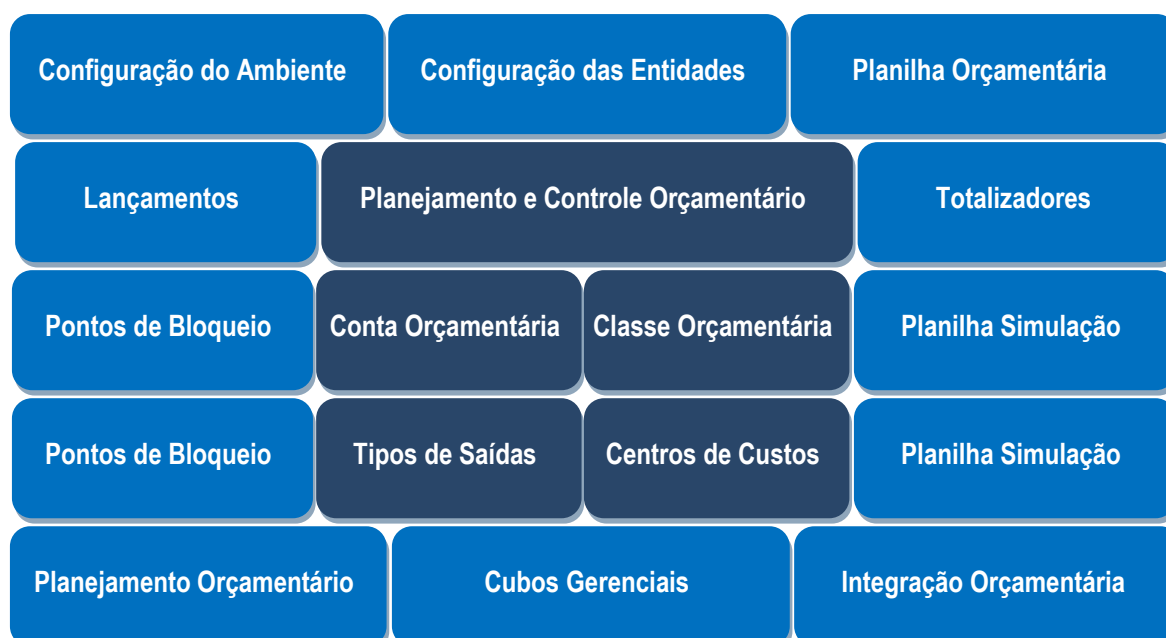 Configuração do Ambiente
Configuração das Entidades
Planilha Orçamentária
Lançamentos
Planejamento e Controle Orçamentário
Totalizadores
Pontos de Bloqueio
Conta Orçamentária
Classe Orçamentária
Planilha Simulação
Pontos de Bloqueio
Tipos de Saídas
Centros de Custos
Planilha Simulação
Planejamento Orçamentário
Cubos Gerenciais
Integração Orçamentária